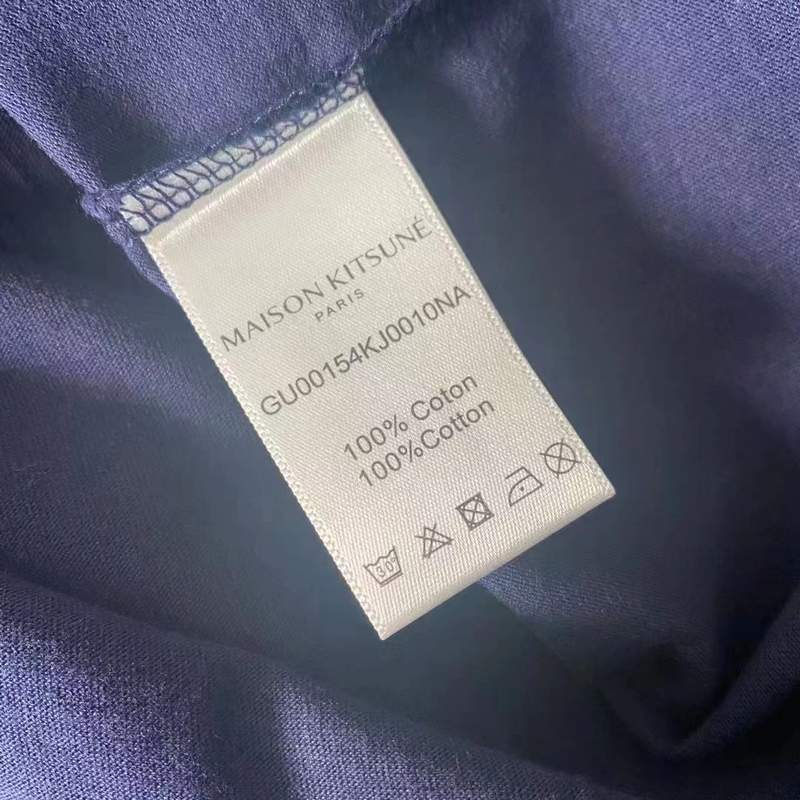 MAISON KITSUNÉ
PARIS
GU00154KJ0010NA
100% Coton
100%Cotton
30°